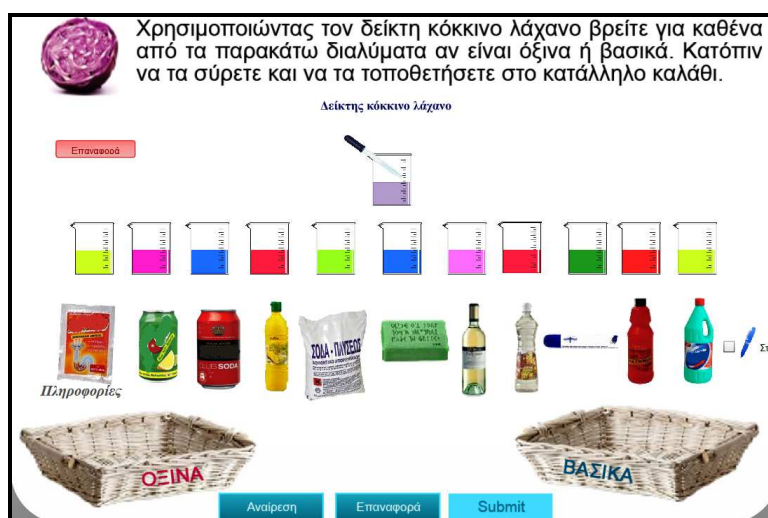 Χρησιμοποιώντας τον δείκτη κόκκινο λάχανο βρείτε για καθένα
από τα παρακάτω διαλύματα αν είναι όξινα ή βασικά. Κατόπιν
να τα σύρετε και να τα τοποθετήσετε στο κατάλληλο καλάθι.
Δείκτης κόκκινο λάχανο
Επαναφορά
ΣΟΔΑ - ΠΛΥΣΕΩΣ
CLUB SODA
Πληροφορίες
ΟΞΙΝΑ
ΒΑΣΙΚΑ
Αναίρεση
Επαναφορά
Submit